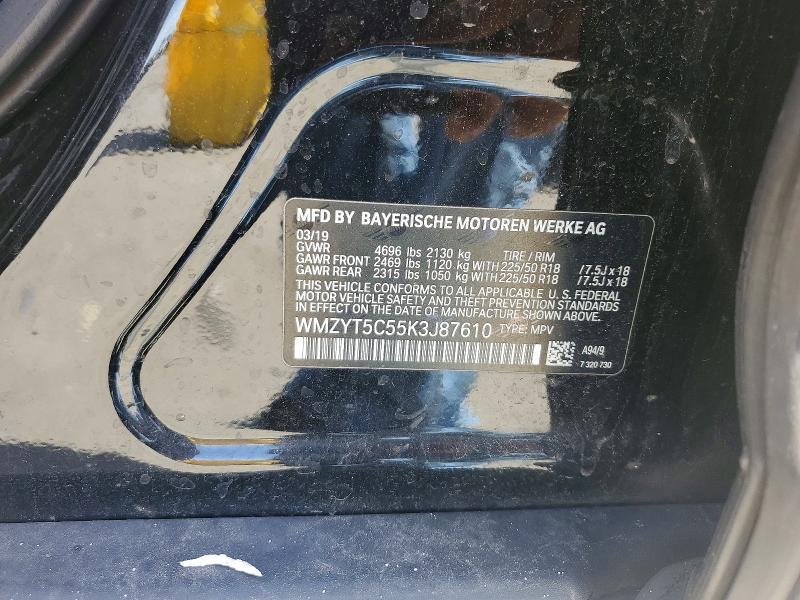 MFD BY BAYERISCHE MOTOREN WERKE AG
03/19
GVWR 4696 lbs 2130 kg TIRE / RIM
GAWR FRONT 2469 lbs 1120 kg WITH 225/50 R18 /7.5J x 18
GAWR REAR 2315 lbs 1050 kg WITH 225/50 R18 /7.5J x 18
THIS VEHICLE CONFORMS TO ALL APPLICABLE U. S. FEDERAL
MOTOR VEHICLE SAFETY AND THEFT PREVENTION STANDARDS
IN EFFECT ON THE DATE OF MANUFACTURE SHOWN ABOVE.
WMZYT5C55K3J87610 TYPE: MPV
A94/9
7 320 730